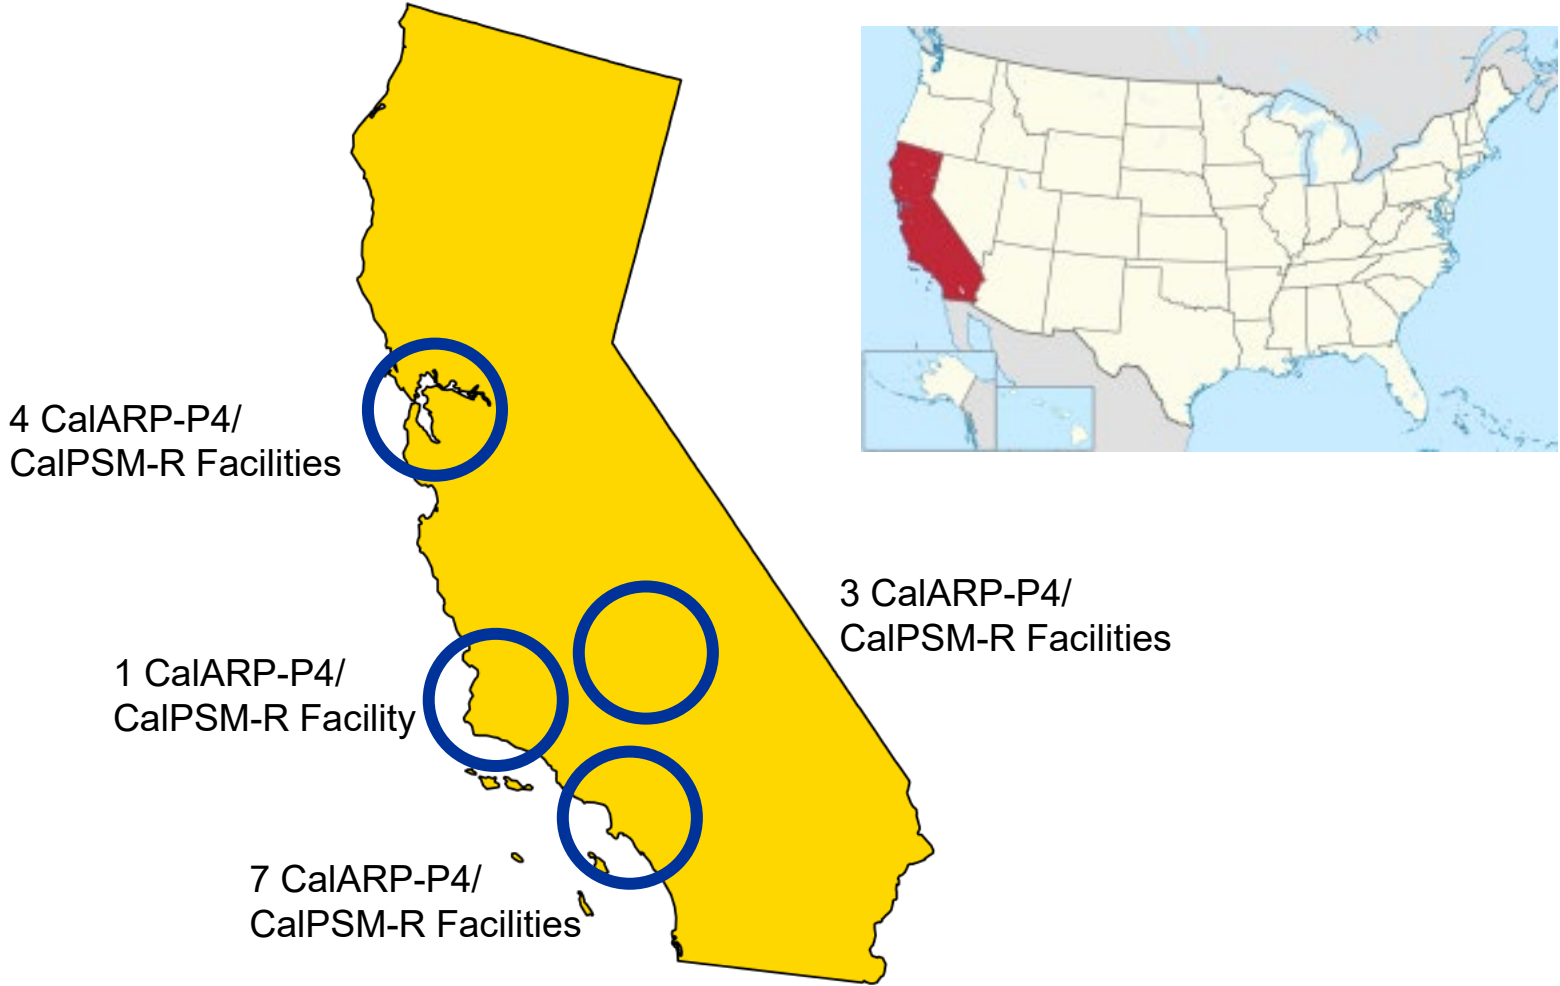 4 CalARP-P4/
CalPSM-R Facilities
3 CalARP-P4/
CalPSM-R Facilities
1 CalARP-P4/
CalPSM-R Facility
7 CalARP-P4/
CalPSM-R Facilities